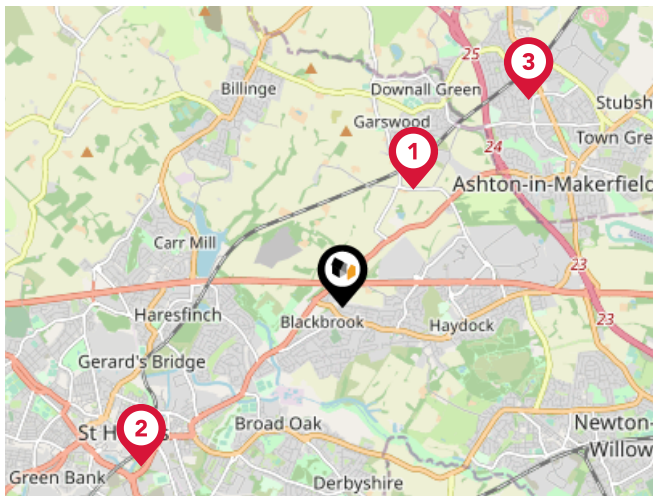 25
3
Billinge
Downall Green
Stubsh
Garswood
Town Gre
1
24
Ashton-in-Makerfield
Carr Mill
23
Haresfinch
Blackbrook
Haydock
23
Gerard's Bridge
2
St H
s
Broad Oak
Newton-
Willow
Green Bank
Derbyshire